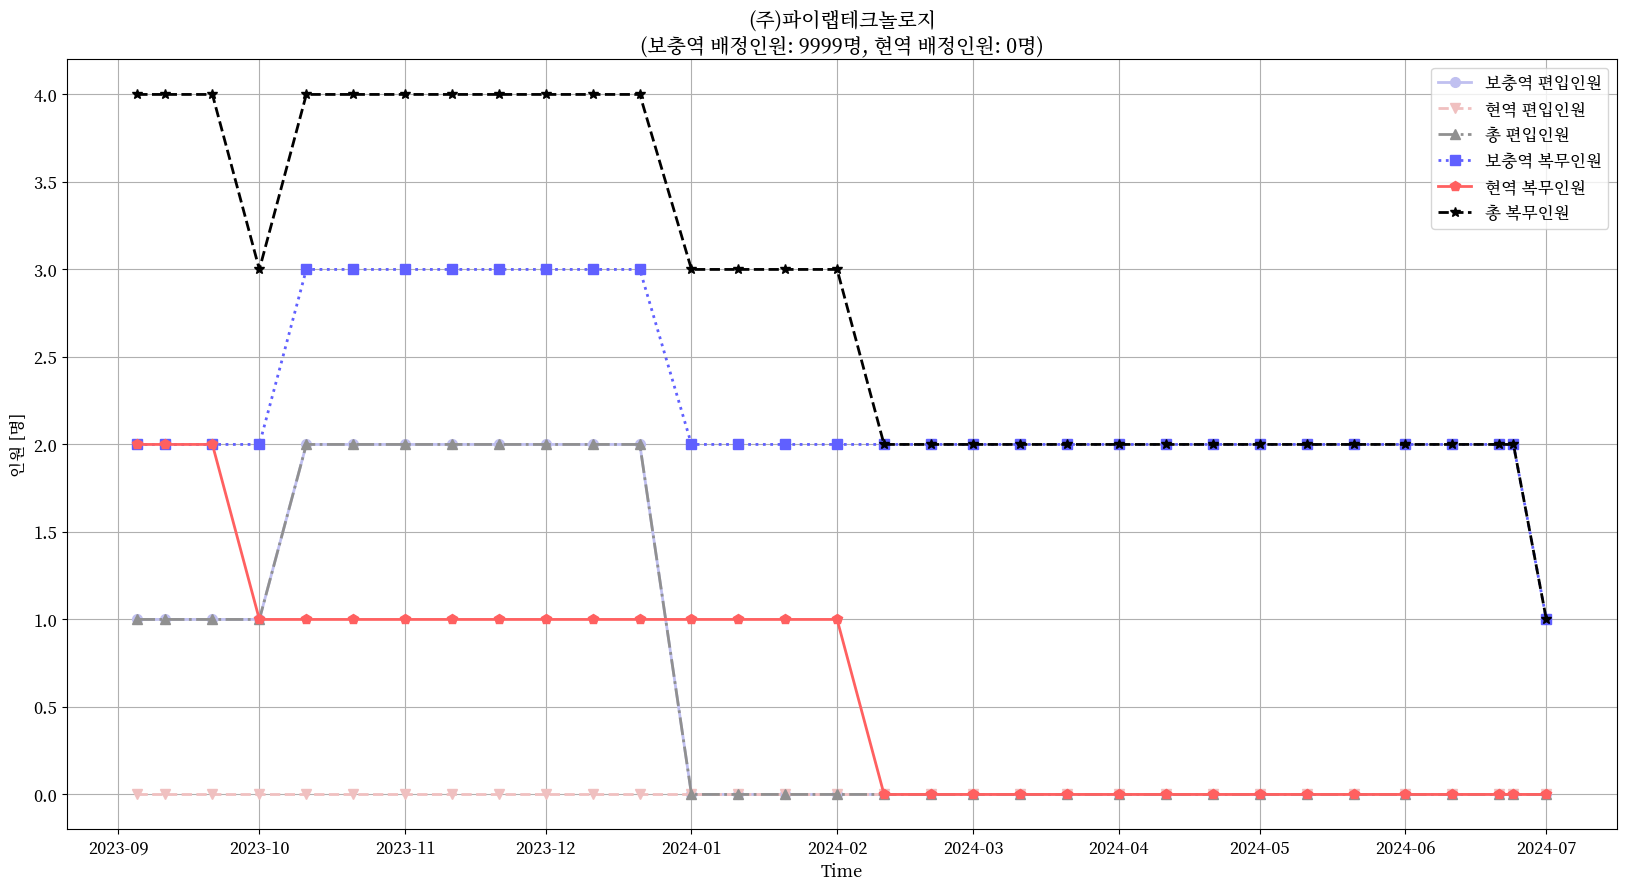 (주)파이랩테크놀로지
(보충역 배정인원: 9999명, 현역 배정인원: 0명)
보충역 편입인원
현역 편입인원
총 편입인원
보충역 복무인원
현역 복무인원
총 복무인원
4.0
3.5
3.0
2.5
2.0
1.5
1.0
0.5
0.0
인원 [명]
2023-09
2023-10
2023-11
2023-12
2024-01
2024-02
2024-03
2024-04
2024-05
2024-06
2024-07
Time